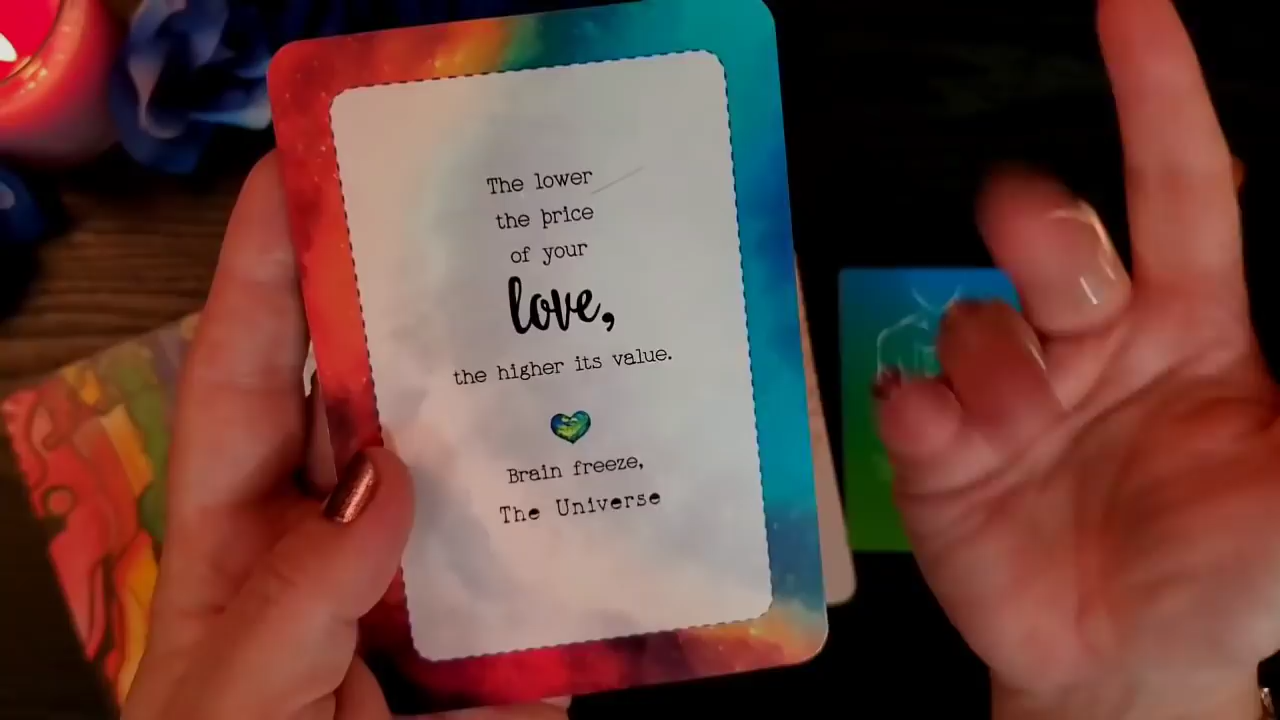 The lower
the price
of your
love,
the higher its value.
Brain freeze,
The Universe